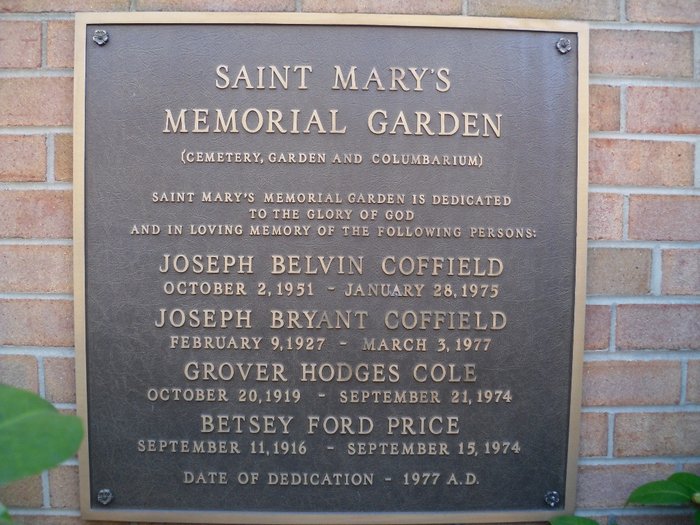 SAINT MARY'S
MEMORIAL GARDEN
(CEMETERY, GARDEN AND COLUMBARIUM)
SAINT MARY'S MEMORIAL GARDEN IS DEDICATED
TO THE GLORY OF GOD
AND IN LOVING MEMORY OF THE FOLLOWING PERSONS:
JOSEPH BELVIN COFFIELD
OCTOBER 2, 1951 - JANUARY 28, 1975
JOSEPH BRYANT COFFIELD
FEBRUARY 9, 1927 - MARCH 3, 1977
GROVER HODGES COLE
OCTOBER 20, 1919 - SEPTEMBER 21, 1974
BETSEY FORD PRICE
SEPTEMBER 11, 1916 - SEPTEMBER 15, 1974
DATE OF DEDICATION - 1977 A.D.